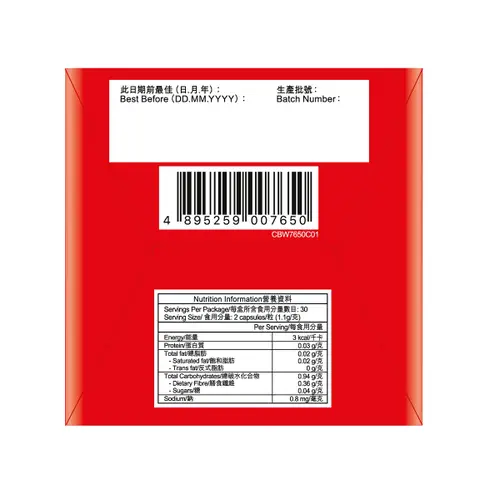 此日期前最佳（日.月.年）： 生產批號：
Best Before (DD.MM.YYYY)： Batch Number：
4 895259 007650
CBW7650C01
Nutrition Information營養資料
Servings Per Package/每盒所含食用分量數目: 30
Serving Size/ 食用分量: 2 capsules/粒 (1.1g/克)
Per Serving/每食用分量
Energy/能量 3 kcal/千卡
Protein/蛋白質 0.03 g/克
Total fat/總脂肪 0.02 g/克
- Saturated fat/飽和脂肪 0.02 g/克
- Trans fat/反式脂肪 0 g/克
Total Carbohydrates/總碳水化合物 0.94 g/克
- Dietary Fibre/膳食纖維 0.36 g/克
- Sugars/糖 0.04 g/克
Sodium/鈉 0.8 mg/毫克